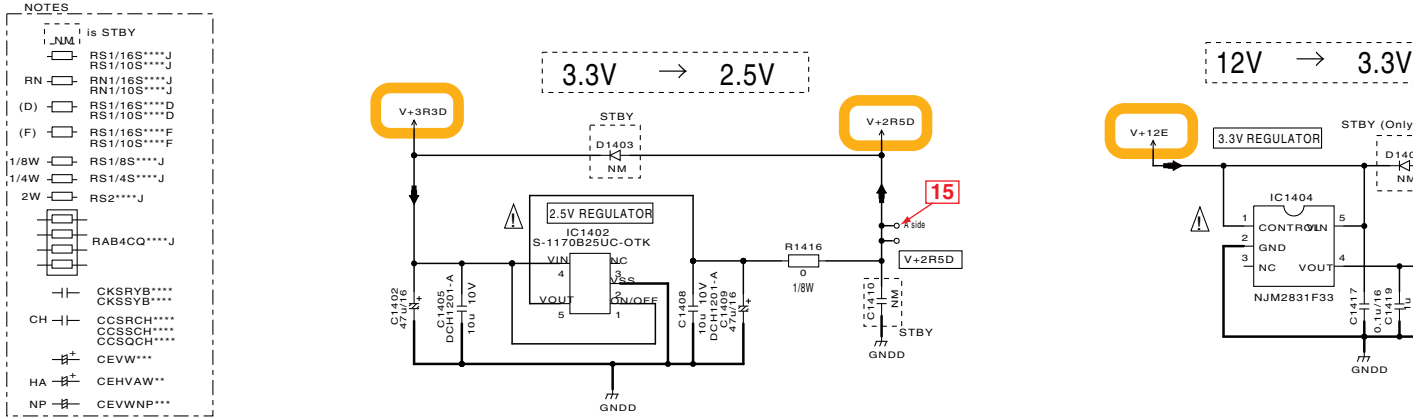 NOTES
NM is STBY
RS1/16S****J
RS1/10S****J
RN RN1/16S****J
RN1/10S****J
(D) RS1/16S****D
RS1/10S****D
(F) RS1/16S****F
RS1/10S****F
1/8W RS1/8S****J
1/4W RS1/4S****J
2W RS2****J
RAB4CQ****J
CKSRYB****
CKSSYB****
CH CCSRCH****
CCSSCH****
CCSQCH****
+ CEVW***
HA + CEHVAW**
NP CEVWNP***
3.3V → 2.5V
V+3R3D
STBY
D1403
NM
V+2R5D
15
A side
2.5V REGULATOR
IC1402
S-1170B25UC-OTK
VIN NC
4 3
VSS
2
VOUT ON/OFF
5 1
R1416
0
1/8W
V+2R5D
C1402
47u/16
+
C1405
DCH1201-A
10u 10V
C1408
10u 10V
DCH1201-A
C1409
47u/16
+
C1410
NM
STBY
GNDD
GNDD
12V → 3.3V
V+12E
3.3V REGULATOR
STBY (Only
NM
IC1404
1 CONTROL VIN 5
2 GND
3 NC VOUT 4
NJM2831F33
C1417
0.1u/16
C1419
GNDD